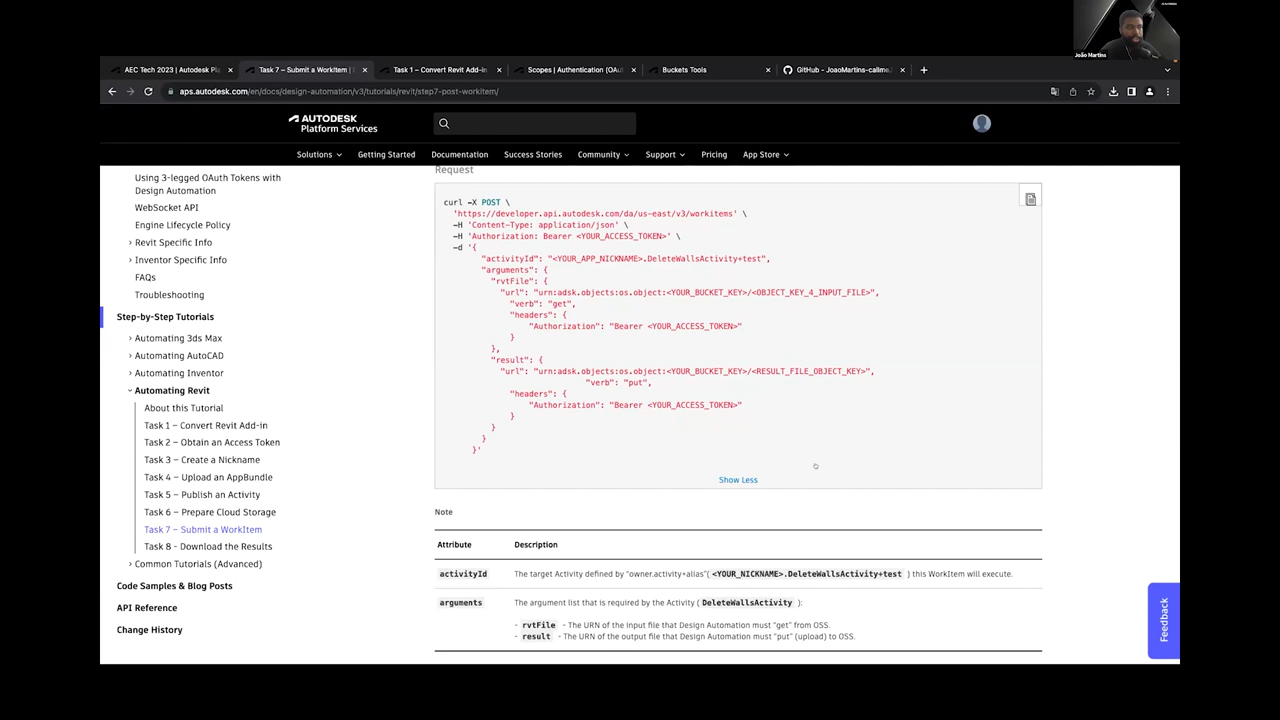 João Martins
AEC Tech 2023 | Autodesk Pl
Task 7 – Submit a WorkItem |
Task 1 – Convert Revit Add-in
Scopes | Authentication (OAu
Buckets Tools
GitHub - JoaoMartins-callme
aps.autodesk.com/en/docs/design-automation/v3/tutorials/revit/step7-post-workitem/
AUTODESK
Platform Services
Solutions
Getting Started
Documentation
Success Stories
Community
Support
Pricing
App Store
Using 3-legged OAuth Tokens with
Design Automation
WebSocket API
Engine Lifecycle Policy
Revit Specific Info
Inventor Specific Info
FAQs
Troubleshooting
Step-by-Step Tutorials
Automating 3ds Max
Automating AutoCAD
Automating Inventor
Automating Revit
About this Tutorial
Task 1 – Convert Revit Add-in
Task 2 – Obtain an Access Token
Task 3 – Create a Nickname
Task 4 – Upload an AppBundle
Task 5 – Publish an Activity
Task 6 – Prepare Cloud Storage
Task 7 – Submit a WorkItem
Task 8 - Download the Results
Common Tutorials (Advanced)
Code Samples & Blog Posts
API Reference
Change History
Request
curl -X POST \
'https://developer.api.autodesk.com/da/us-east/v3/workitems' \
-H 'Content-Type: application/json' \
-H 'Authorization: Bearer <YOUR_ACCESS_TOKEN>' \
-d '{
"activityId": "<YOUR_APP_NICKNAME>.DeleteWallsActivity+test",
"arguments": {
"rvtFile": {
"url": "urn:adsk.objects:os.object:<YOUR_BUCKET_KEY>/<OBJECT_KEY_4_INPUT_FILE>",
"verb": "get",
"headers": {
"Authorization": "Bearer <YOUR_ACCESS_TOKEN>"
}
},
"result": {
"url": "urn:adsk.objects:os.object:<YOUR_BUCKET_KEY>/<RESULT_FILE_OBJECT_KEY>",
"verb": "put",
"headers": {
"Authorization": "Bearer <YOUR_ACCESS_TOKEN>"
}
}
}
}'
Show Less
Note
Attribute Description
activityId The target Activity defined by "owner.activity+alias"( <YOUR_NICKNAME>.DeleteWallsActivity+test ) this WorkItem will execute.
arguments The argument list that is required by the Activity ( DeleteWallsActivity ):
- rvtFile - The URN of the input file that Design Automation must "get" from OSS.
- result - The URN of the output file that Design Automation must "put" (upload) to OSS.
Feedback